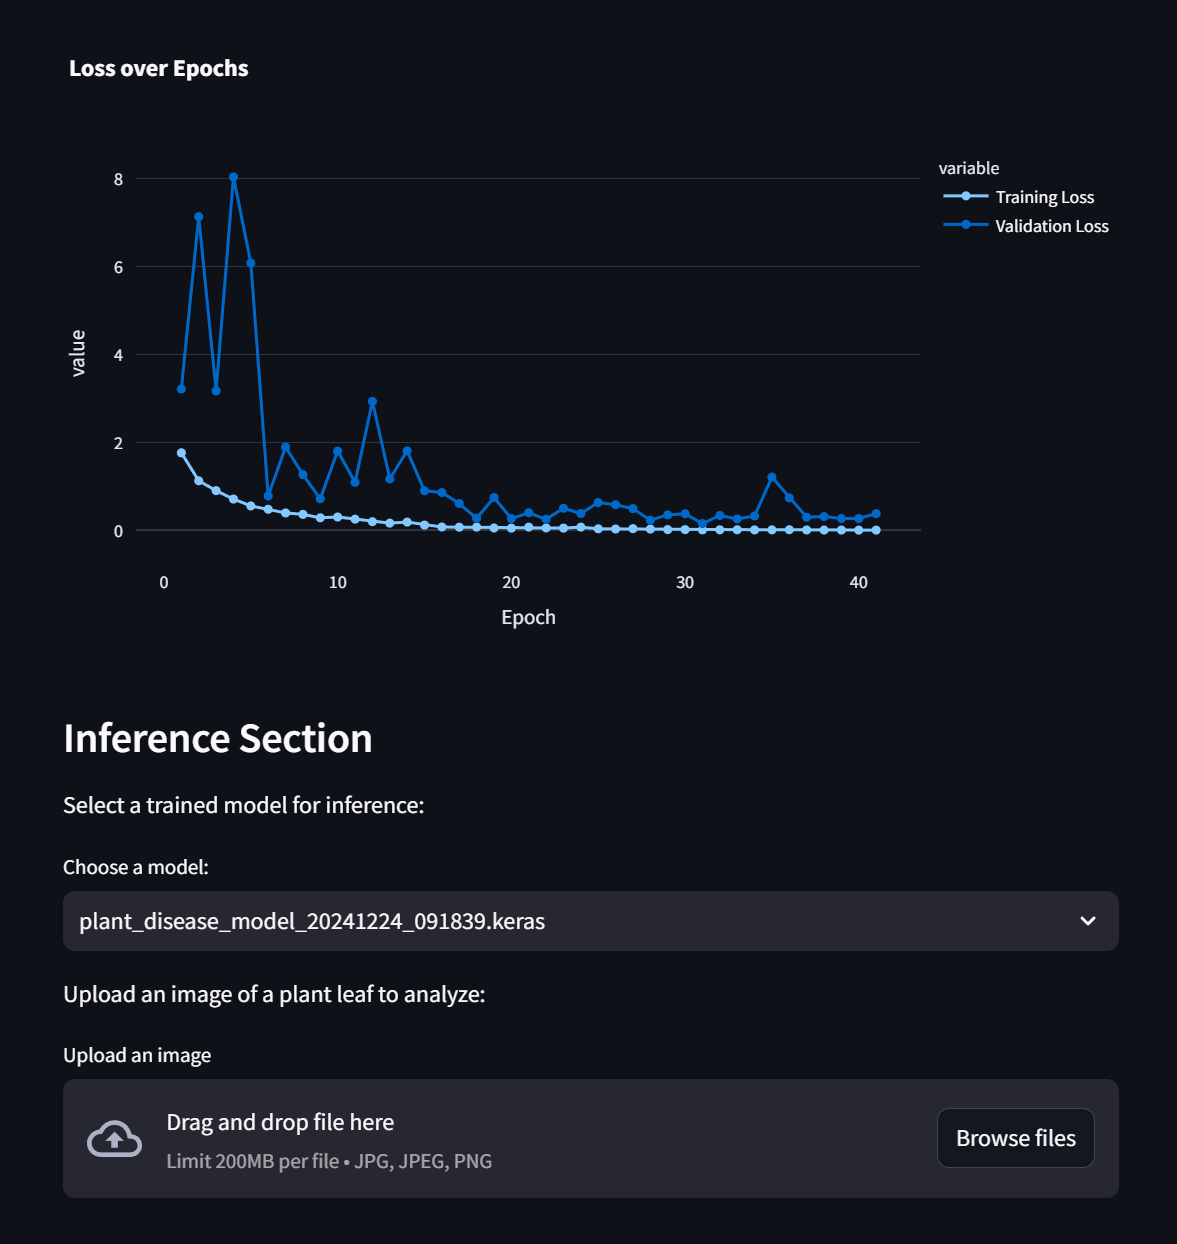 Loss over Epochs
variable
Training Loss
Validation Loss
8
6
4
2
0
value
0 10 20 30 40
Epoch
Inference Section
Select a trained model for inference:
Choose a model:
plant_disease_model_20241224_091839.keras
Upload an image of a plant leaf to analyze:
Upload an image
Drag and drop file here
Limit 200MB per file • JPG, JPEG, PNG
Browse files